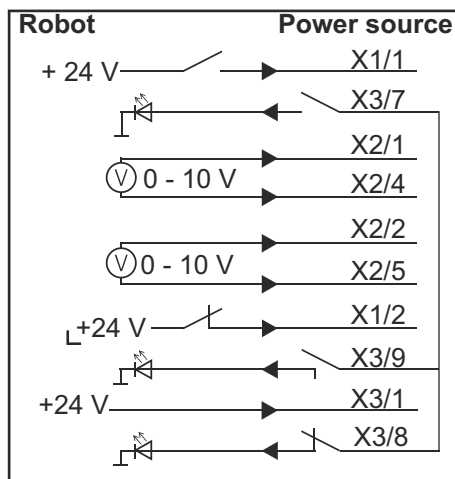 Robot Power source
+ 24 V X1/1
X3/7
X2/1
V 0 - 10 V
X2/4
X2/2
V 0 - 10 V
X2/5
+24 V X1/2
X3/9
+24 V X3/1
X3/8